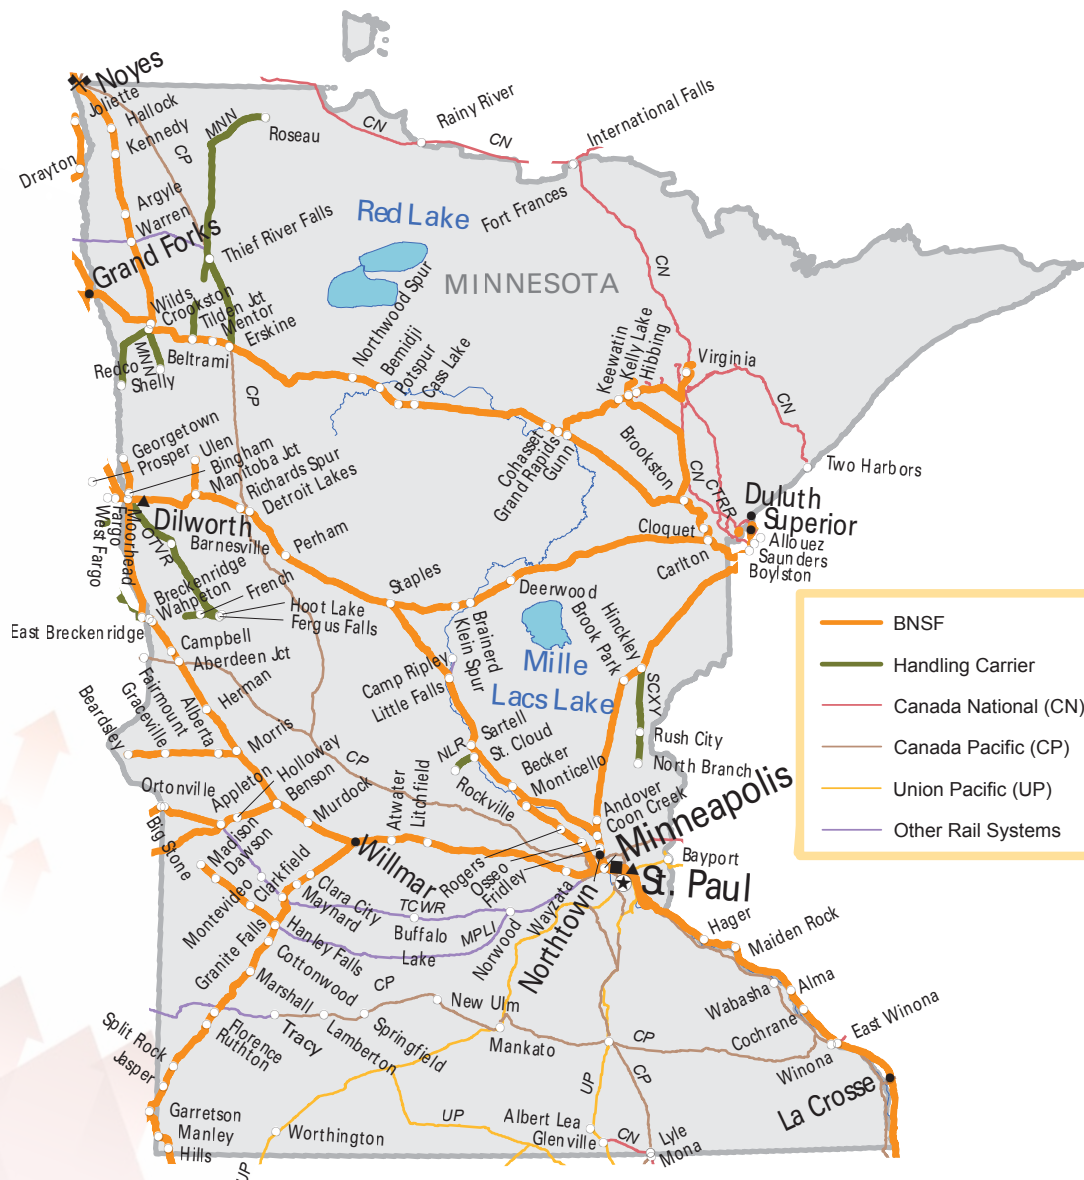 Noyes
Joliette
Hallock
Kennedy
Drayton
CP
MNN
Roseau
CN
Rainy River
CN
International Falls
Fort Frances
Argyle
Warren
Grand Forks
Thief River Falls
Red Lake
MINNESOTA
CN
Wilds
Crookston
Tilden Jct
Mentor
Erskine
Northwood Spur
Bemidji
Potspur
Cass Lake
Keewatin
Kelly Lake
Hibbing
Virginia
CN
Redco
MNN
Shelly
Beltrami
CP
Georgetown
Prosper
Ulen
Bingham
Manitoba Jct
Richards Spur
Detroit Lakes
Cohasset
Grand Rapids
Gunn
Brookston
CN
CTRR
Two Harbors
Duluth
Superior
Allouez
Saunders
Boylston
Cloquet
Carlton
West Fargo
Fargo
Moorhead
Dilworth
OTVR
Barnesville
Perham
Staples
Deerwood
Breckenridge
Wahpeton
French
Hoot Lake
Fergus Falls
East Breckenridge
Campbell
Aberdeen Jct
Brainerd
Klein Spur
Camp Ripley
Little Falls
Mille
Lacs Lake
Hinckley
Brook Park
SCXY
Rush City
North Branch
BNSF
Handling Carrier
Canada National (CN)
Canada Pacific (CP)
Union Pacific (UP)
Other Rail Systems
Fairmount
Graceville
Beardsley
Herman
Alberta
Morris
CP
NLR
Sartell
St. Cloud
Becker
Monticello
Rockville
Ortonville
Appleton
Holloway
Benson
Murdock
Atwater
Litchfield
Andover
Coon Creek
Minneapolis
Bayport
St. Paul
Big Stone
Madison
Dawson
Clarkfield
Montevideo
Willmar
Rogers
Osseo
Fridley
Clara City
Maynard
TCWR
Buffalo
Lake
MPLI
Norwood
Wayzata
Northtown
Granite Falls
Hanley Falls
Cottonwood
Marshall
Hager
Maiden Rock
Wabasha
Alma
Cochrane
East Winona
Winona
La Crosse
CP
New Ulm
Mankato
CP
Split Rock
Jasper
Florence
Ruthton
Tracy
Lamberton
Springfield
UP
CP
Garretson
Manley
Hills
Worthington
UP
UP
Albert Lea
Glenville
CN
Lyle
Mona